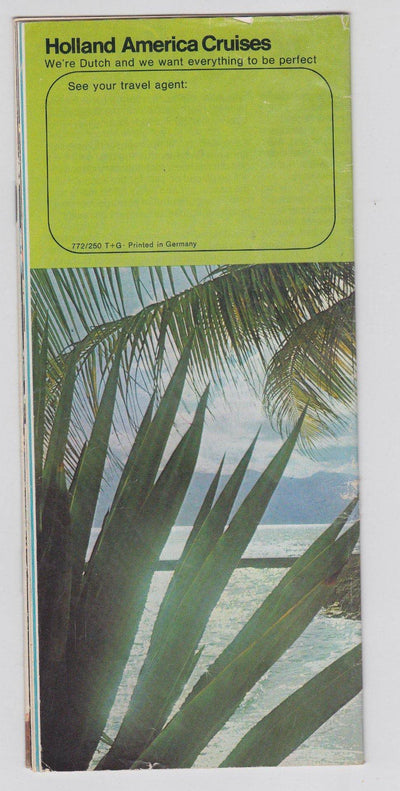 Holland America Cruises
We're Dutch and we want everything to be perfect
See your travel agent:
772/250 T+G - Printed in Germany